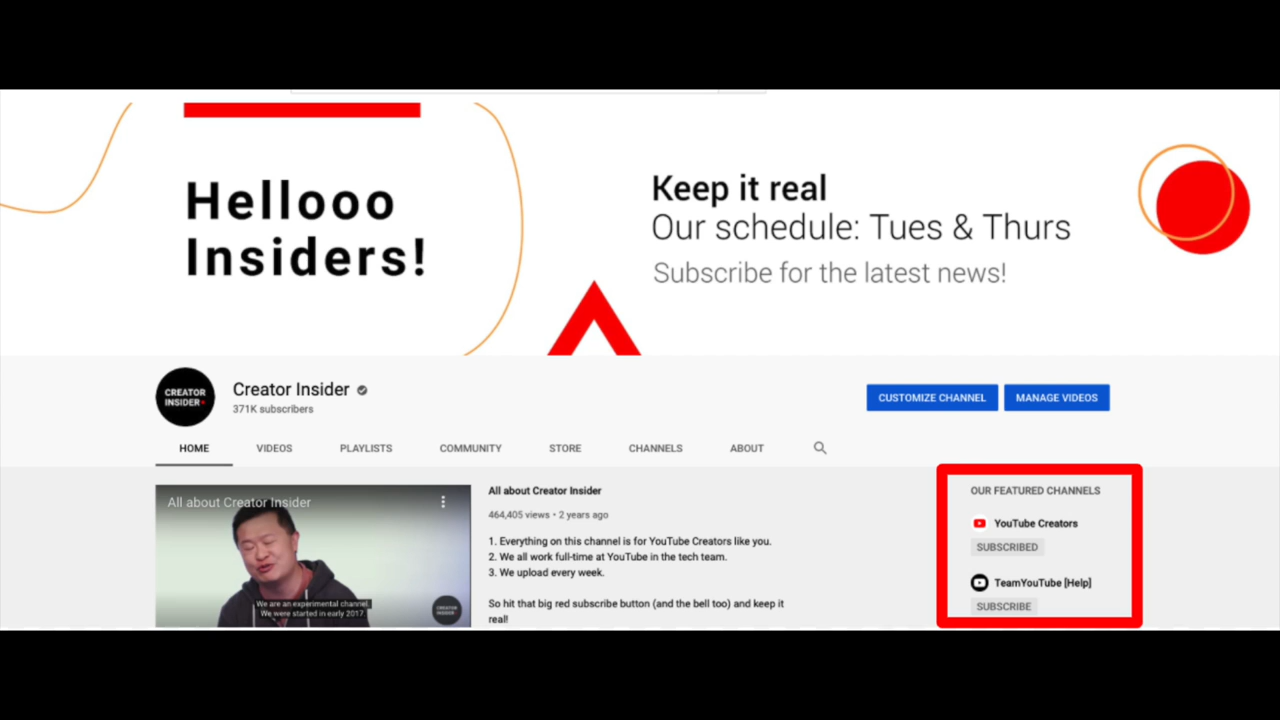 Hellooo
Insiders!
Keep it real
Our schedule: Tues & Thurs
Subscribe for the latest news!
CREATOR
INSIDER
Creator Insider
371K subscribers
CUSTOMIZE CHANNEL
MANAGE VIDEOS
HOME
VIDEOS
PLAYLISTS
COMMUNITY
STORE
CHANNELS
ABOUT
All about Creator Insider
We are an experimental channel.
We were started in early 2017.
CREATOR
INSIDER
All about Creator Insider
464,405 views • 2 years ago
1. Everything on this channel is for YouTube Creators like you.
2. We all work full-time at YouTube in the tech team.
3. We upload every week.
So hit that big red subscribe button (and the bell too) and keep it
real!
OUR FEATURED CHANNELS
YouTube Creators
SUBSCRIBED
TeamYouTube [Help]
SUBSCRIBE